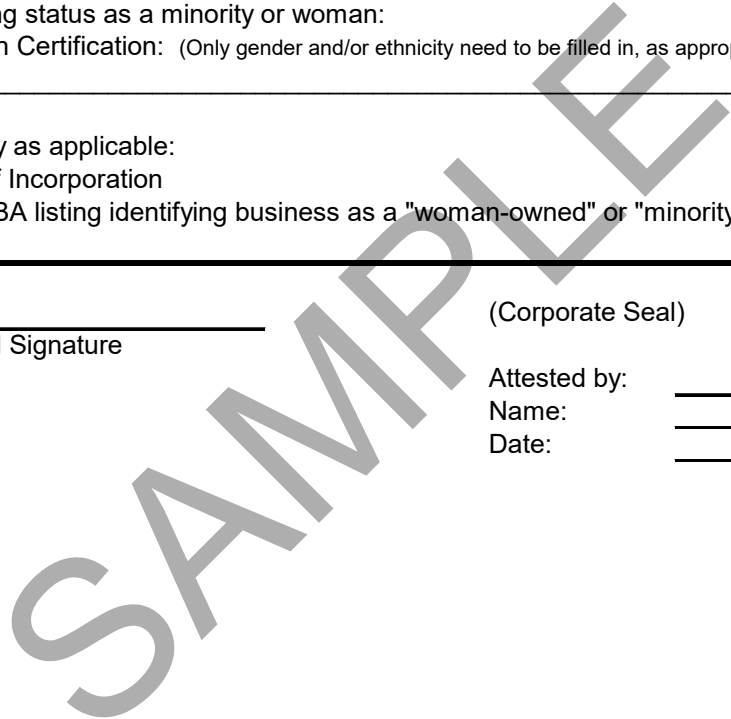 ng status as a minority or woman:
n Certification: (Only gender and/or ethnicity need to be filled in, as approp
y as applicable:
f Incorporation
BA listing identifying business as a "woman-owned" or "minority
(Corporate Seal)
l Signature
Attested by:
Name:
Date:
SAMPLE